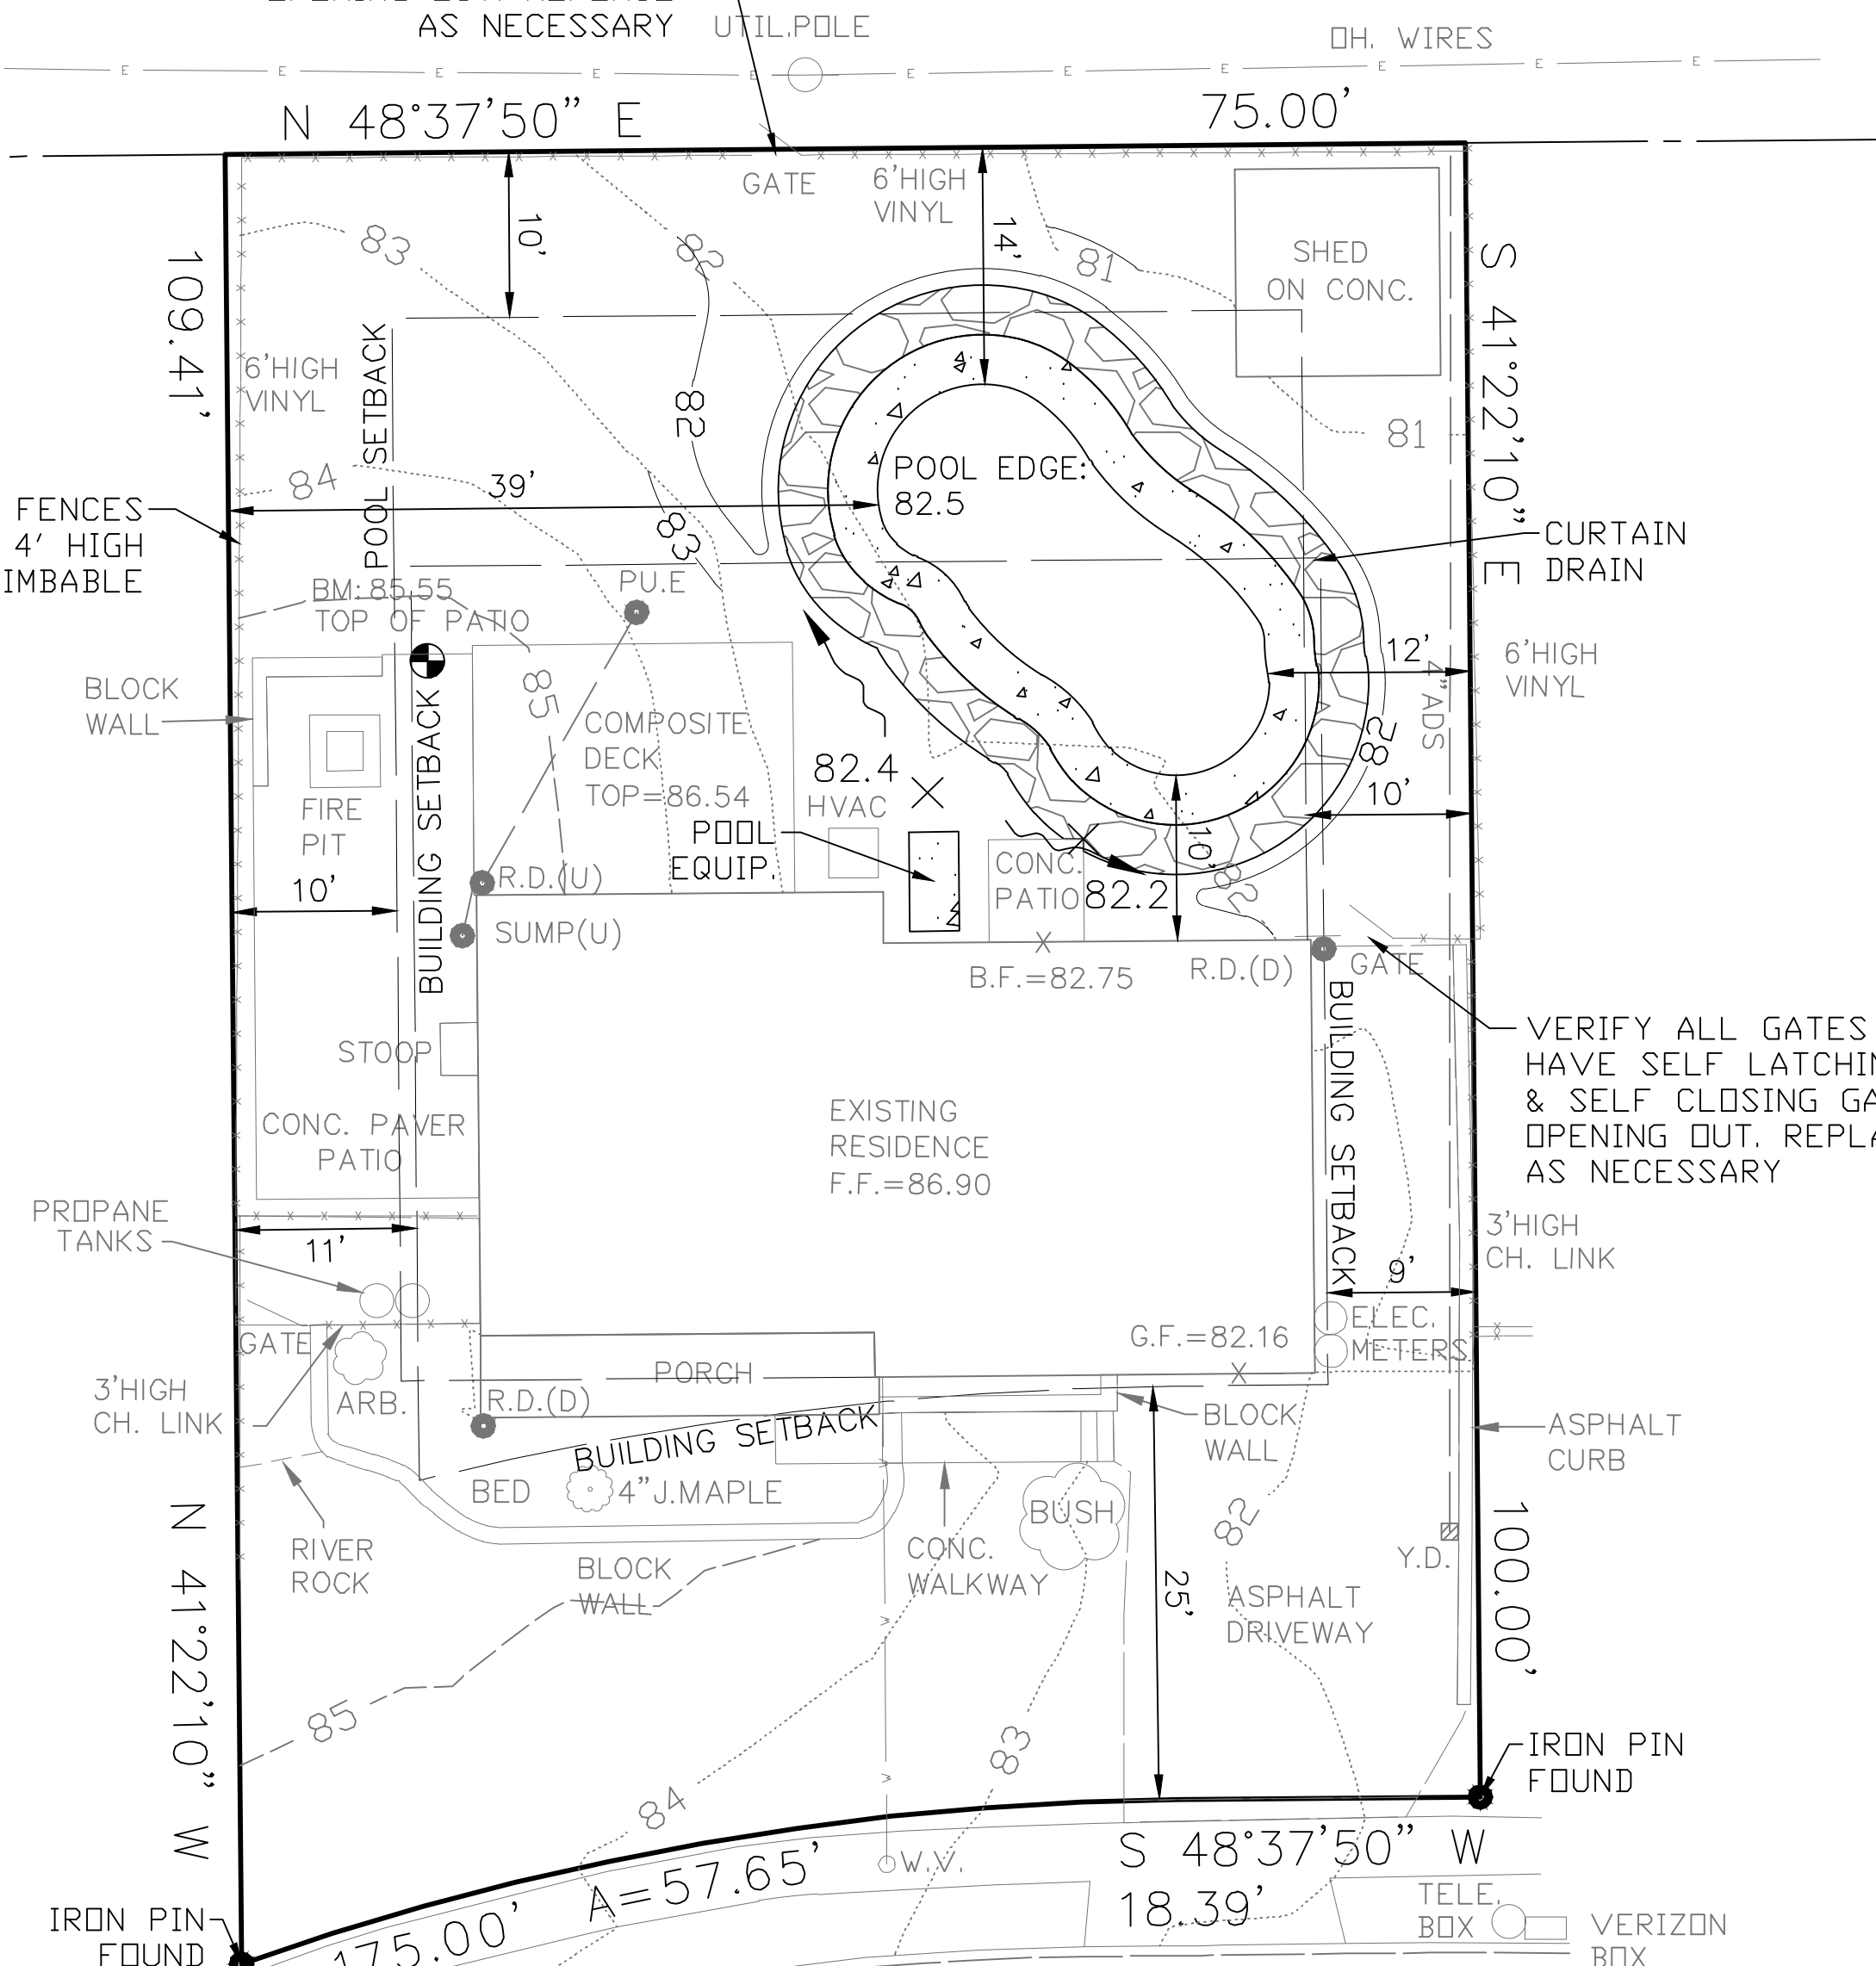 AS NECESSARY
UTIL.POLE
OH. WIRES
E E E E E E E E E E E
N 48°37'50" E
75.00'
GATE
6'HIGH
VINYL
10'
14'
83
82
81
SHED
ON CONC.
109.41'
S 41°22'10" E
6'HIGH
VINYL
POOL SETBACK
82
81
84
39'
POOL EDGE:
82.5
FENCES
4' HIGH
IMBABLE
83
CURTAIN
DRAIN
BM:85.55
TOP OF PATIO
PU.E
12'
6'HIGH
VINYL
4"ADS
BLOCK
WALL
85
COMPOSITE
DECK
TOP=86.54
82
BUILDING SETBACK
FIRE
PIT
82.4
HVAC
10'
POOL
EQUIP.
CONC.
PATIO
10'
82.2
82
10'
R.D.(U)
SUMP(U)
B.F.=82.75
R.D.(D)
GATE
STOOP
BUILDING SETBACK
VERIFY ALL GATES
HAVE SELF LATCHIN
& SELF CLOSING GA
OPENING OUT. REPLA
AS NECESSARY
CONC. PAVER
PATIO
EXISTING
RESIDENCE
F.F.=86.90
PROPANE
TANKS
11'
3'HIGH
CH. LINK
9'
GATE
G.F.=82.16
ELEC.
METERS
PORCH
3'HIGH
CH. LINK
ARB.
R.D.(D)
BUILDING SETBACK
BLOCK
WALL
ASPHALT
CURB
BED
4"J.MAPLE
BUSH
82
N 41°22'10" W
RIVER
ROCK
BLOCK
WALL
CONC.
WALKWAY
25'
Y.D.
100.00'
ASPHALT
DRIVEWAY
85
84
83
IRON PIN
FOUND
W.V.
S 48°37'50" W
18.39'
A=57.65'
175.00'
IRON PIN
FOUND
TELE.
BOX
VERIZON
BOX